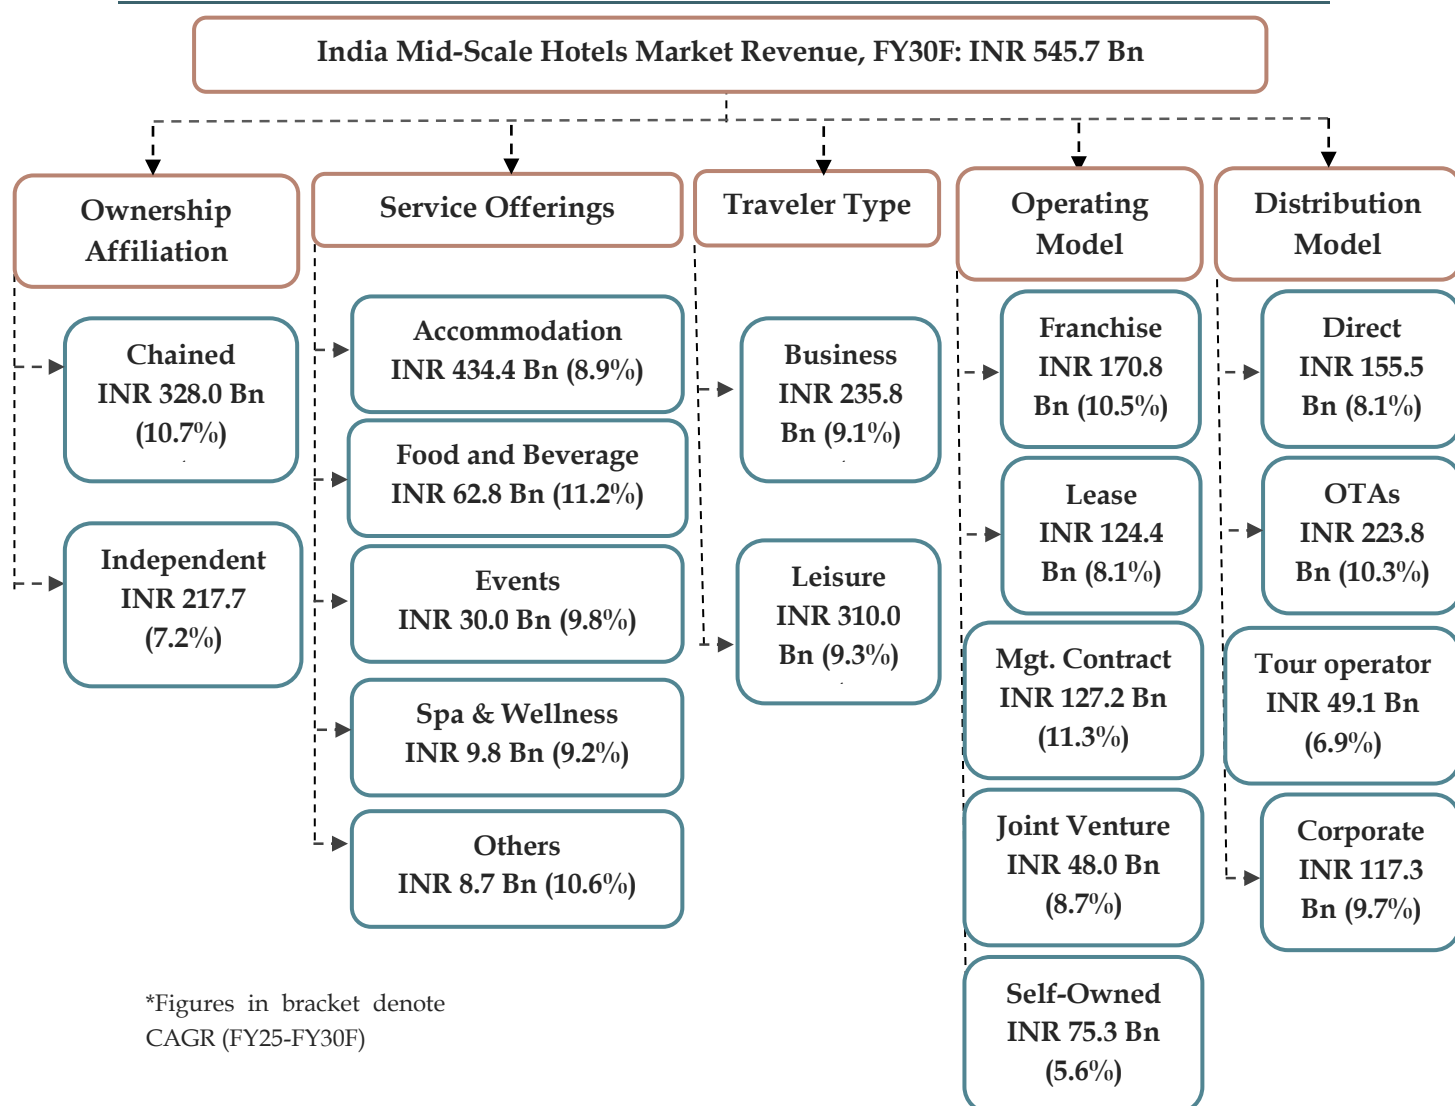 India Mid-Scale Hotels Market Revenue, FY30F: INR 545.7 Bn
Ownership
Affiliation
Chained
INR 328.0 Bn
(10.7%)
Independent
INR 217.7
(7.2%)
Service Offerings
Accommodation
INR 434.4 Bn (8.9%)
Food and Beverage
INR 62.8 Bn (11.2%)
Events
INR 30.0 Bn (9.8%)
Spa & Wellness
INR 9.8 Bn (9.2%)
Others
INR 8.7 Bn (10.6%)
Traveler Type
Business
INR 235.8
Bn (9.1%)
Leisure
INR 310.0
Bn (9.3%)
Operating
Model
Franchise
INR 170.8
Bn (10.5%)
Lease
INR 124.4
Bn (8.1%)
Mgt. Contract
INR 127.2 Bn
(11.3%)
Joint Venture
INR 48.0 Bn
(8.7%)
Self-Owned
INR 75.3 Bn
(5.6%)
Distribution
Model
Direct
INR 155.5
Bn (8.1%)
OTAs
INR 223.8
Bn (10.3%)
Tour operator
INR 49.1 Bn
(6.9%)
Corporate
INR 117.3
Bn (9.7%)
*Figures in bracket denote
CAGR (FY25-FY30F)